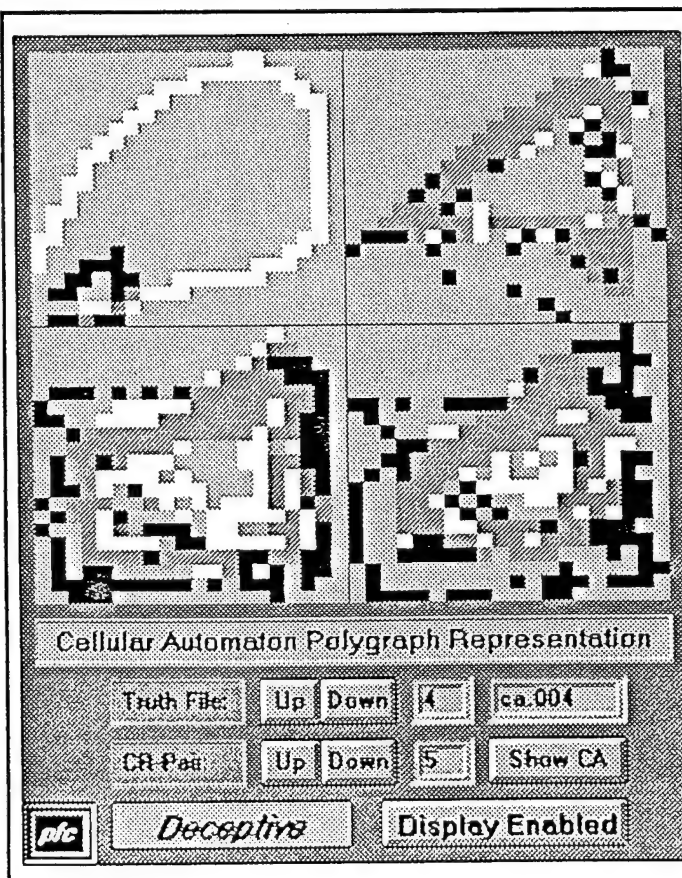 Cellular Automaton Polygraph Representation
Truth File: Up Down 4 ca.004
CR Pair Up Down 5 Show CA
pfc Deceptive Display Enabled